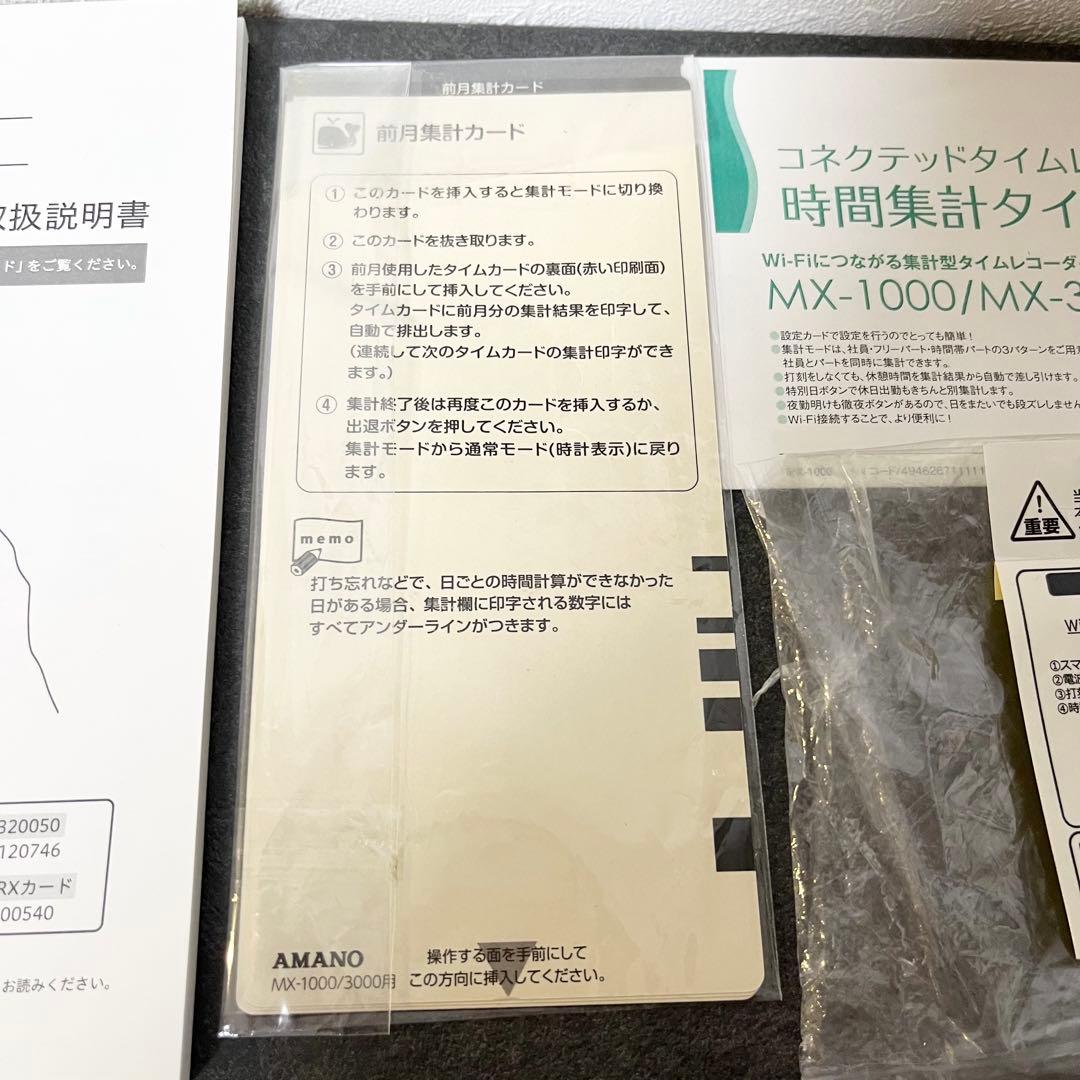 取扱説明書
ド」をご覧ください。
320050
120746
RXカード
00540
お読みください。
前月集計カード
前月集計カード
① このカードを挿入すると集計モードに切り換
わります。
② このカードを抜き取ります。
③ 前月使用したタイムカードの裏面(赤い印刷面)
を手前にして挿入してください。
タイムカードに前月分の集計結果を印字して、
自動で排出します。
(連続して次のタイムカードの集計印字ができ
ます。)
④ 集計終了後は再度このカードを挿入するか、
出退ボタンを押してください。
集計モードから通常モード(時計表示)に戻り
ます。
memo
打ち忘れなどで、日ごとの時間計算ができなかった
日がある場合、集計欄に印字される数字には
すべてアンダーラインがつきます。
AMANO
MX-1000/3000用
操作する面を手前にして
この方向に挿入してください。
コネクテッドタイムレ
時間集計タイ
Wi-Fiにつながる集計型タイムレコーダ
MX-1000/MX-3
●設定カードで設定を行うのでとっても簡単!
●集計モードは、社員・フリーパート・時間帯パートの3パターンをご用
社員とパートを同時に集計できます。
●打刻をしなくても、休憩時間を集計結果から自動で差し引けます。
●特別日ボタンで休日出勤もきちんと別集計します。
●夜勤明けも徹夜ボタンがあるので、日をまたいでも段ズレしません
●Wi-Fi接続することで、より便利に!
重要
①スマ
②電波
③打刻
④時